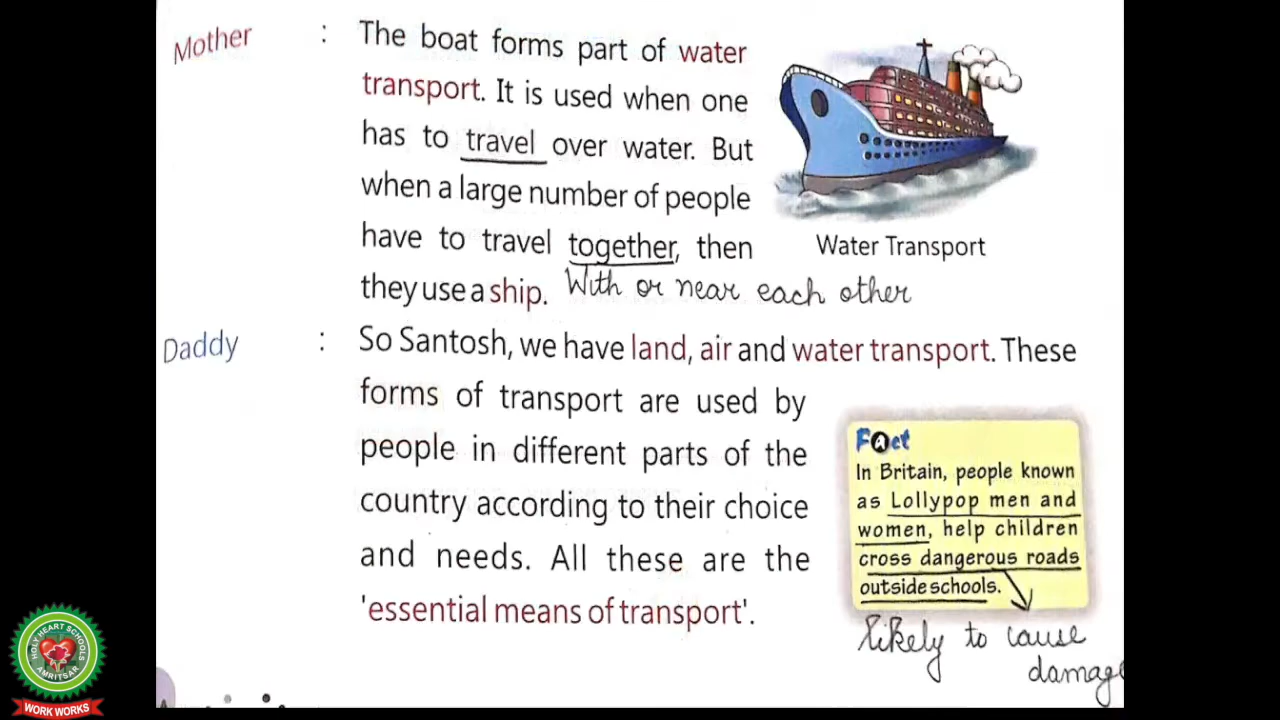 Mother : The boat forms part of water
transport. It is used when one
has to travel over water. But
when a large number of people
have to travel together, then
they use a ship.
With or near each other
Water Transport
Daddy : So Santosh, we have land, air and water transport. These
forms of transport are used by
people in different parts of the
country according to their choice
and needs. All these are the
'essential means of transport'.
Fact
In Britain, people known
as Lollypop men and
women, help children
cross dangerous roads
outside schools.
likely to cause
damage
HOLY HEART SCHOOLS
AMRITSAR
WORK WORKS